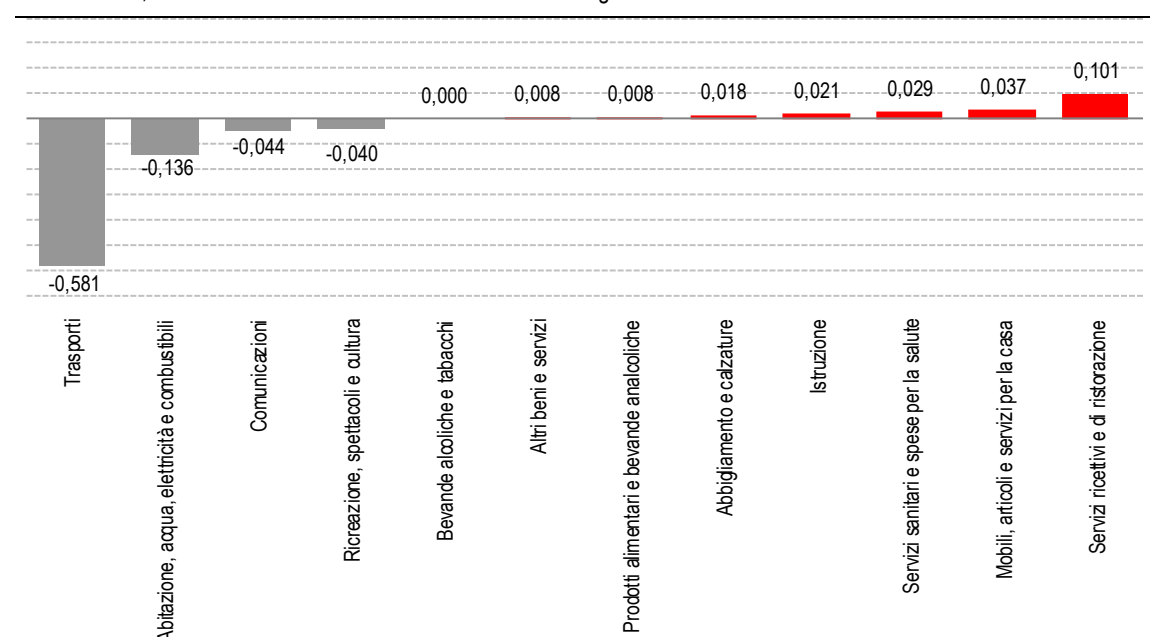 0,000
0,008
0,008
0,018
0,021
0,029
0,037
0,101
-0,581
-0,136
-0,044
-0,040
Trasporti
Abitazione, acqua, elettricità e combustibili
Comunicazioni
Ricreazione, spettacoli e cultura
Bevande alcoliche e tabacchi
Altri beni e servizi
Prodotti alimentari e bevande analcoliche
Abbigliamento e calzature
Istruzione
Servizi sanitari e spese per la salute
Mobili, articoli e servizi per la casa
Servizi ricettivi e di ristorazione